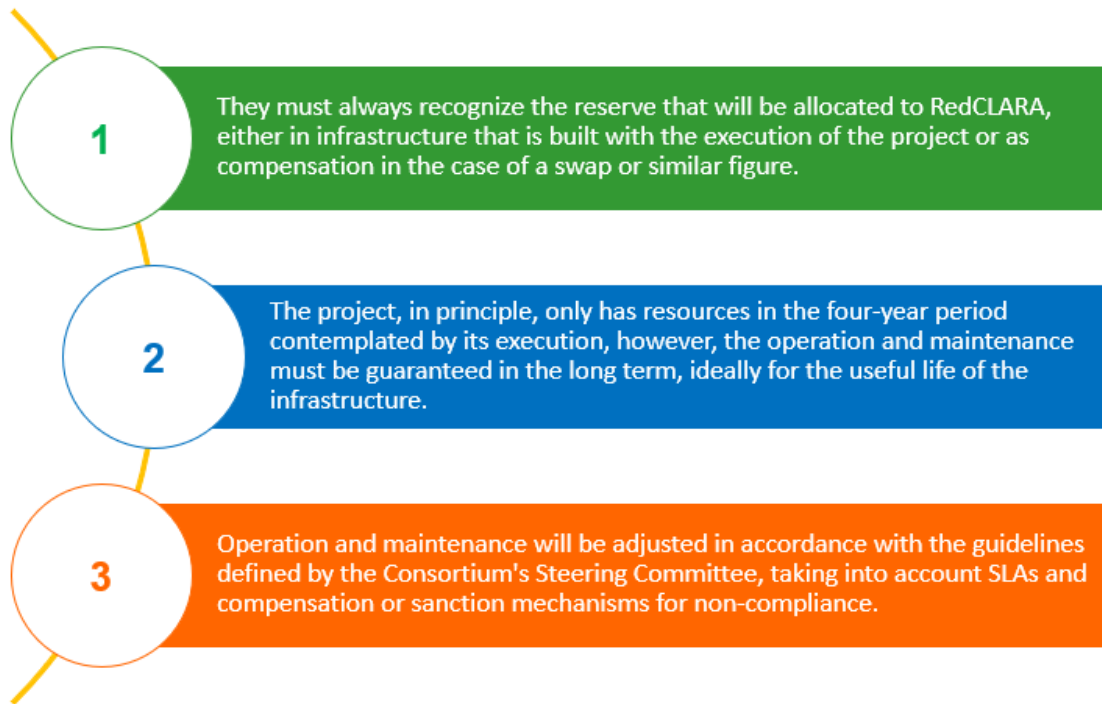 1
They must always recognize the reserve that will be allocated to RedCLARA,
either in infrastructure that is built with the execution of the project or as
compensation in the case of a swap or similar figure.
2
The project, in principle, only has resources in the four-year period
contemplated by its execution, however, the operation and maintenance
must be guaranteed in the long term, ideally for the useful life of the
infrastructure.
3
Operation and maintenance will be adjusted in accordance with the guidelines
defined by the Consortium's Steering Committee, taking into account SLAs and
compensation or sanction mechanisms for non-compliance.